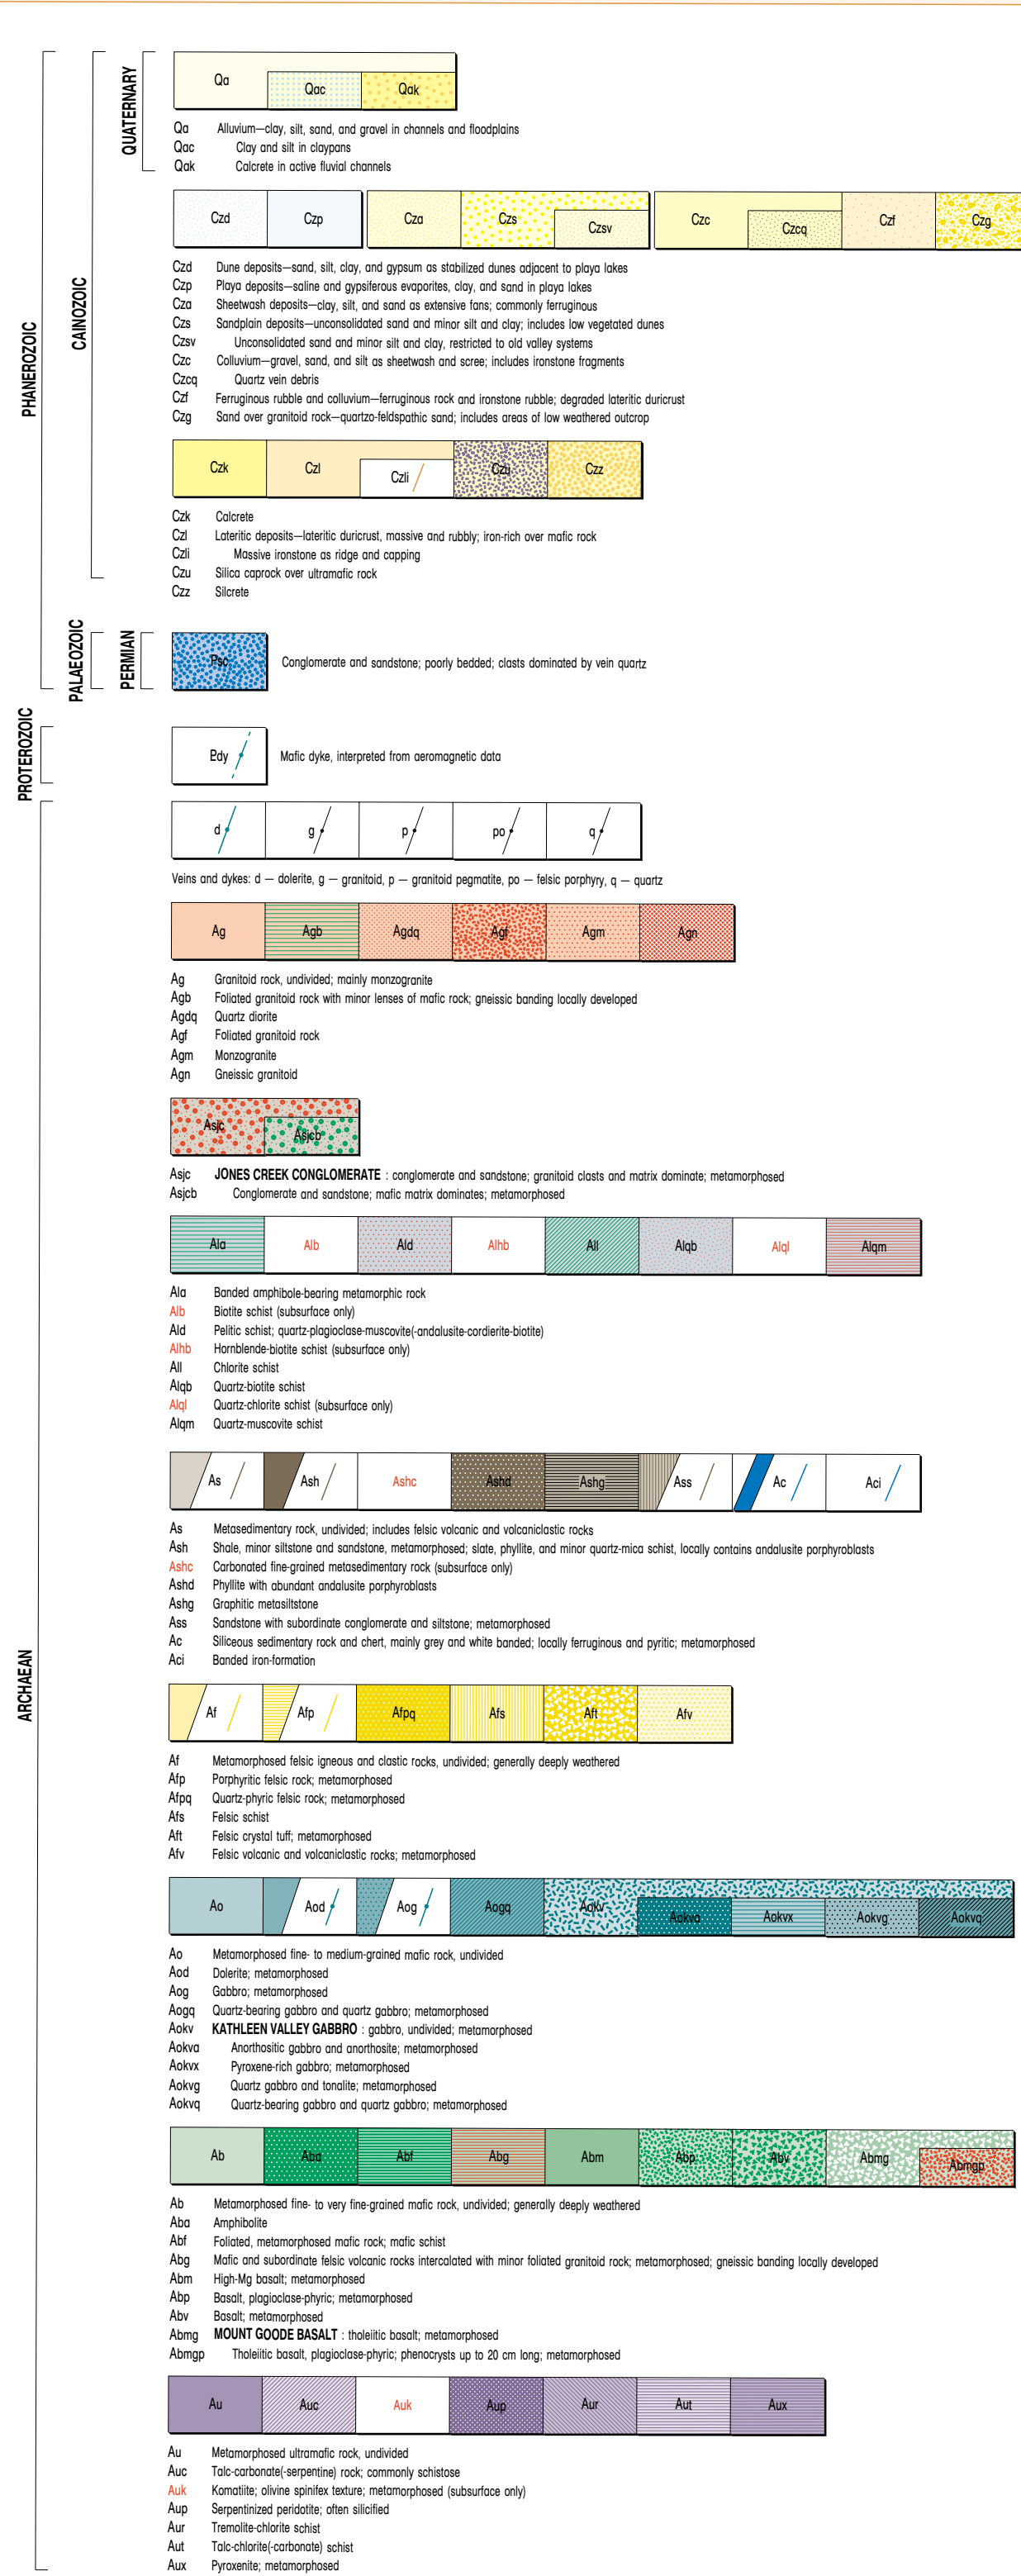 QUATERNARY
CAINOZOIC
PHANEROZOIC
Qa Qac Qak
Qa Alluvium—clay, silt, sand, and gravel in channels and floodplains
Qac Clay and silt in claypans
Qak Calcrete in active fluvial channels
Czd Czp Cza Czs Czsv Czc Czcq Czf Czg
Czd Dune deposits—sand, silt, clay, and gypsum as stabilized dunes adjacent to playa lakes
Czp Playa deposits—saline and gypsiferous evaporites, clay, and sand in playa lakes
Cza Sheetwash deposits—clay, silt, and sand as extensive fans; commonly ferruginous
Czs Sandplain deposits—unconsolidated sand and minor silt and clay; includes low vegetated dunes
Czsv Unconsolidated sand and minor silt and clay, restricted to old valley systems
Czc Colluvium—gravel, sand, and silt as sheetwash and scree; includes ironstone fragments
Czcq Quartz vein debris
Czf Ferruginous rubble and colluvium—ferruginous rock and ironstone rubble; degraded lateritic duricrust
Czg Sand over granitoid rock—quartzo-feldspathic sand; includes areas of low weathered outcrop
Czk Czl Czli Czu Czz
Czk Calcrete
Czl Lateritic deposits—lateritic duricrust, massive and rubbly; iron-rich over mafic rock
Czli Massive ironstone as ridge and capping
Czu Silica caprock over ultramafic rock
Czz Silcrete
PALAEOZOIC
PERMIAN
Psc Conglomerate and sandstone; poorly bedded; clasts dominated by vein quartz
PROTEROZOIC
Pdy Mafic dyke, interpreted from aeromagnetic data
ARCHAEAN
d g p po q
Veins and dykes: d — dolerite, g — granitoid, p — granitoid pegmatite, po — felsic porphyry, q — quartz
Ag Agb Agdq Agf Agm Agn
Ag Granitoid rock, undivided; mainly monzogranite
Agb Foliated granitoid rock with minor lenses of mafic rock; gneissic banding locally developed
Agdq Quartz diorite
Agf Foliated granitoid rock
Agm Monzogranite
Agn Gneissic granitoid
Asjc Asjcb
Asjc JONES CREEK CONGLOMERATE : conglomerate and sandstone; granitoid clasts and matrix dominate; metamorphosed
Asjcb Conglomerate and sandstone; mafic matrix dominates; metamorphosed
Ala Alb Ald Alhb All Alqb Alql Alqm
Ala Banded amphibole-bearing metamorphic rock
Alb Biotite schist (subsurface only)
Ald Pelitic schist; quartz-plagioclase-muscovite(-andalusite-cordierite-biotite)
Alhb Hornblende-biotite schist (subsurface only)
All Chlorite schist
Alqb Quartz-biotite schist
Alql Quartz-chlorite schist (subsurface only)
Alqm Quartz-muscovite schist
As Ash Ashc Ashd Ashg Ass Ac Aci
As Metasedimentary rock, undivided; includes felsic volcanic and volcaniclastic rocks
Ash Shale, minor siltstone and sandstone, metamorphosed; slate, phyllite, and minor quartz-mica schist, locally contains andalusite porphyroblasts
Ashc Carbonated fine-grained metasedimentary rock (subsurface only)
Ashd Phyllite with abundant andalusite porphyroblasts
Ashg Graphitic metasiltstone
Ass Sandstone with subordinate conglomerate and siltstone; metamorphosed
Ac Siliceous sedimentary rock and chert, mainly grey and white banded; locally ferruginous and pyritic; metamorphosed
Aci Banded iron-formation
Af Afp Afpq Afs Aft Afv
Af Metamorphosed felsic igneous and clastic rocks, undivided; generally deeply weathered
Afp Porphyritic felsic rock; metamorphosed
Afpq Quartz-phyric felsic rock; metamorphosed
Afs Felsic schist
Aft Felsic crystal tuff; metamorphosed
Afv Felsic volcanic and volcaniclastic rocks; metamorphosed
Ao Aod Aog Aogq Aokv Aokva Aokvx Aokvg Aokvq
Ao Metamorphosed fine- to medium-grained mafic rock, undivided
Aod Dolerite; metamorphosed
Aog Gabbro; metamorphosed
Aogq Quartz-bearing gabbro and quartz gabbro; metamorphosed
Aokv KATHLEEN VALLEY GABBRO : gabbro, undivided; metamorphosed
Aokva Anorthositic gabbro and anorthosite; metamorphosed
Aokvx Pyroxene-rich gabbro; metamorphosed
Aokvg Quartz gabbro and tonalite; metamorphosed
Aokvq Quartz-bearing gabbro and quartz gabbro; metamorphosed
Ab Aba Abf Abg Abm Abp Abv Abmg Abmgp
Ab Metamorphosed fine- to very fine-grained mafic rock, undivided; generally deeply weathered
Aba Amphibolite
Abf Foliated, metamorphosed mafic rock; mafic schist
Abg Mafic and subordinate felsic volcanic rocks intercalated with minor foliated granitoid rock; metamorphosed; gneissic banding locally developed
Abm High-Mg basalt; metamorphosed
Abp Basalt, plagioclase-phyric; metamorphosed
Abv Basalt; metamorphosed
Abmg MOUNT GOODE BASALT : tholeiitic basalt; metamorphosed
Abmgp Tholeiitic basalt, plagioclase-phyric; phenocrysts up to 20 cm long; metamorphosed
Au Auc Auk Aup Aur Aut Aux
Au Metamorphosed ultramafic rock, undivided
Auc Talc-carbonate(-serpentine) rock; commonly schistose
Auk Komatiite; olivine spinifex texture; metamorphosed (subsurface only)
Aup Serpentinized peridotite; often silicified
Aur Tremolite-chlorite schist
Aut Talc-chlorite(-carbonate) schist
Aux Pyroxenite; metamorphosed